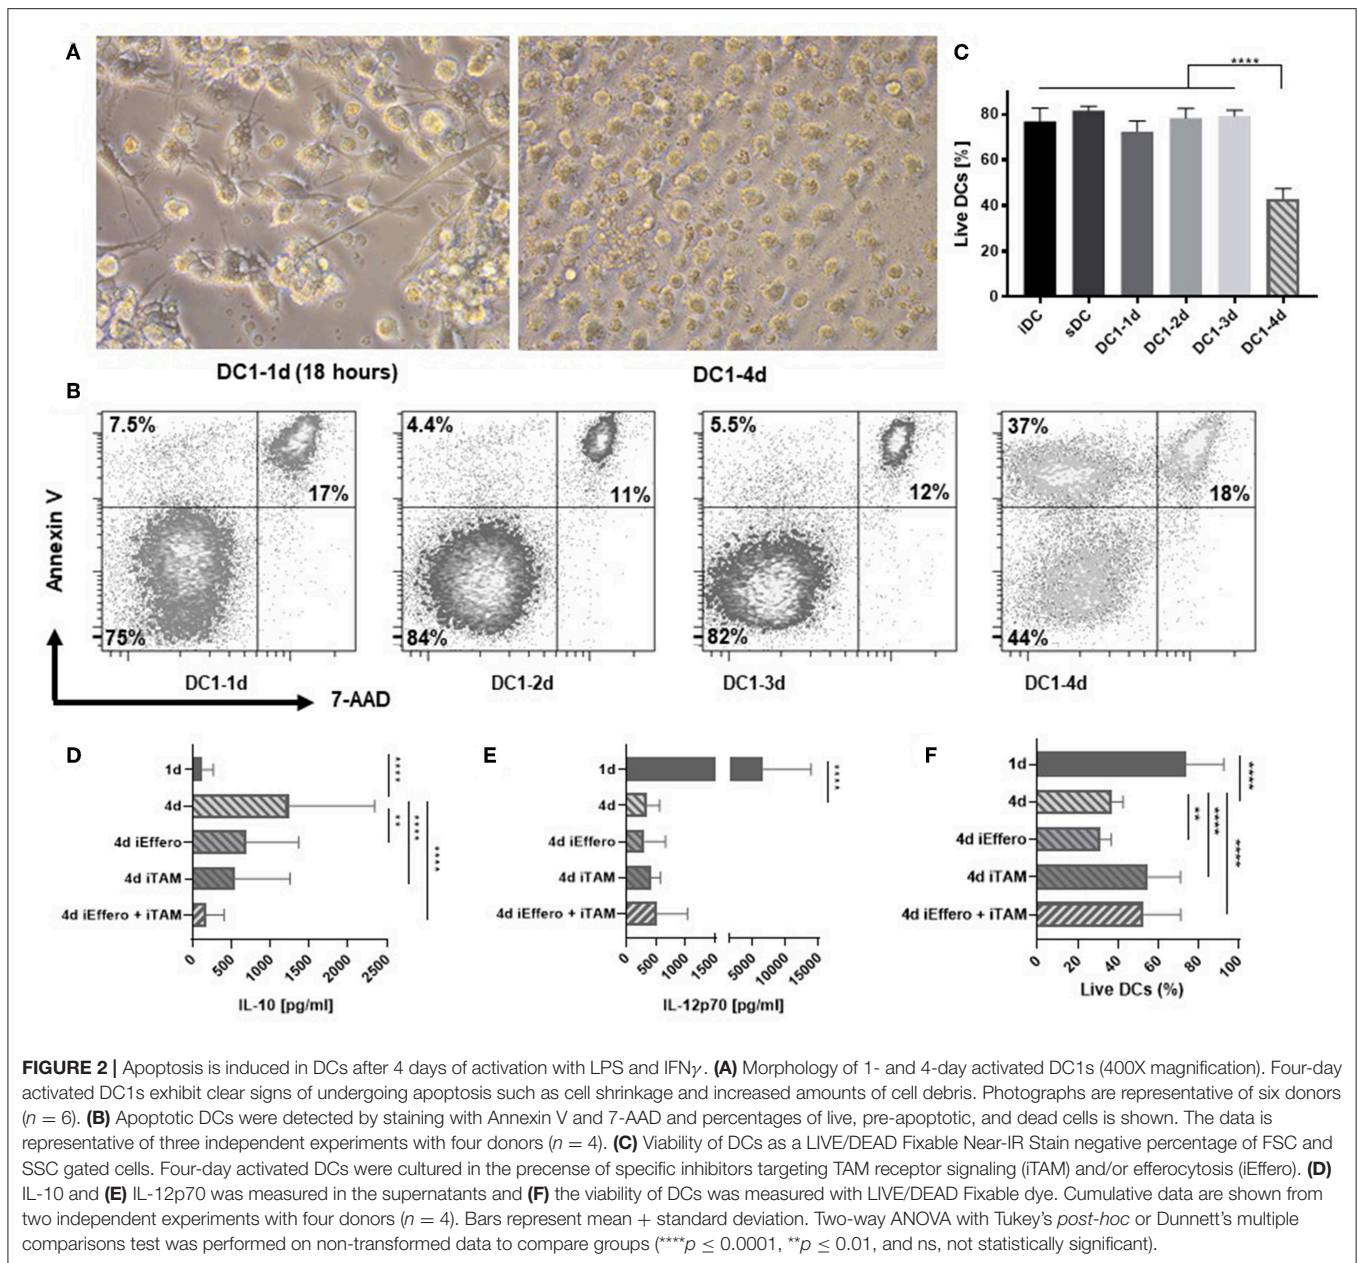 A
C
****
Live DCs [%]
80
60
40
20
0
iDC
sDC
DC1-1d
DC1-2d
DC1-3d
DC1-4d
DC1-1d (18 hours)
DC1-4d
B
Annexin V
7.5%
17%
75%
DC1-1d
4.4%
11%
84%
DC1-2d
5.5%
12%
82%
DC1-3d
37%
18%
44%
DC1-4d
7-AAD
D
1d
4d
4d iEffero
4d iTAM
4d iEffero + iTAM
****
**
****
****
0
500
1000
1500
2000
2500
IL-10 [pg/ml]
E
1d
4d
4d iEffero
4d iTAM
4d iEffero + iTAM
****
0
500
1000
1500
5000
10000
15000
IL-12p70 [pg/ml]
F
1d
4d
4d iEffero
4d iTAM
4d iEffero + iTAM
****
**
****
****
0
20
40
60
80
100
Live DCs (%)
FIGURE 2 | Apoptosis is induced in DCs after 4 days of activation with LPS and IFNγ. (A) Morphology of 1- and 4-day activated DC1s (400X magnification). Four-day
activated DC1s exhibit clear signs of undergoing apoptosis such as cell shrinkage and increased amounts of cell debris. Photographs are representative of six donors
(n = 6). (B) Apoptotic DCs were detected by staining with Annexin V and 7-AAD and percentages of live, pre-apoptotic, and dead cells is shown. The data is
representative of three independent experiments with four donors (n = 4). (C) Viability of DCs as a LIVE/DEAD Fixable Near-IR Stain negative percentage of FSC and
SSC gated cells. Four-day activated DCs were cultured in the precense of specific inhibitors targeting TAM receptor signaling (iTAM) and/or efferocytosis (iEffero). (D)
IL-10 and (E) IL-12p70 was measured in the supernatants and (F) the viability of DCs was measured with LIVE/DEAD Fixable dye. Cumulative data are shown from
two independent experiments with four donors (n = 4). Bars represent mean + standard deviation. Two-way ANOVA with Tukey's post-hoc or Dunnett's multiple
comparisons test was performed on non-transformed data to compare groups (****p ≤ 0.0001, **p ≤ 0.01, and ns, not statistically significant).